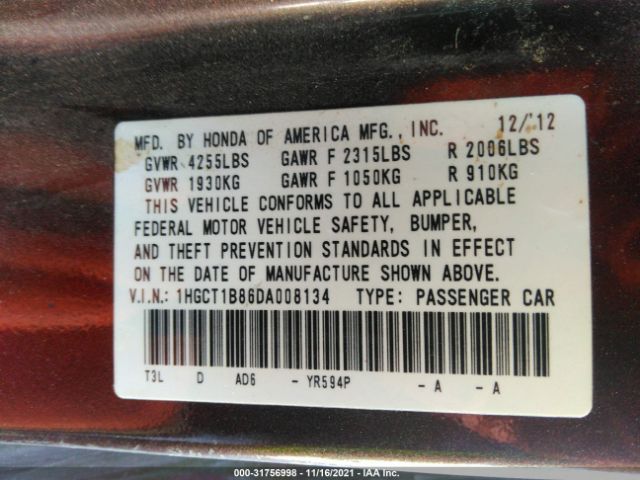 MFD. BY HONDA OF AMERICA MFG., INC. 12/'12
GVWR 4255LBS GAWR F 2315LBS R 2006LBS
GVWR 1930KG GAWR F 1050KG R 910KG
THIS VEHICLE CONFORMS TO ALL APPLICABLE
FEDERAL MOTOR VEHICLE SAFETY, BUMPER,
AND THEFT PREVENTION STANDARDS IN EFFECT
ON THE DATE OF MANUFACTURE SHOWN ABOVE.
V.I.N.: 1HGCT1B86DA008134 TYPE: PASSENGER CAR
T3L D AD6 - YR594P - A - A
000-31756998 - 11/16/2021 - IAA Inc.